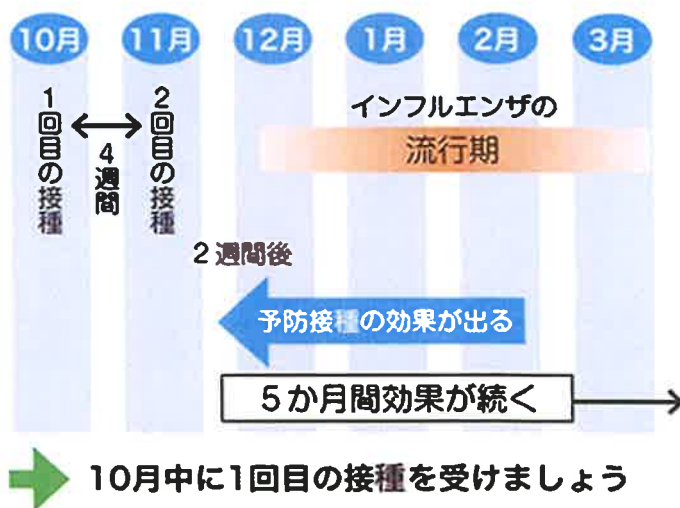 10月 11月 12月 1月 2月 3月
1回目の接種
4週間
2回目の接種
インフルエンザの
流行期
2週間後
予防接種の効果が出る
5か月間効果が続く
10月中に1回目の接種を受けましょう